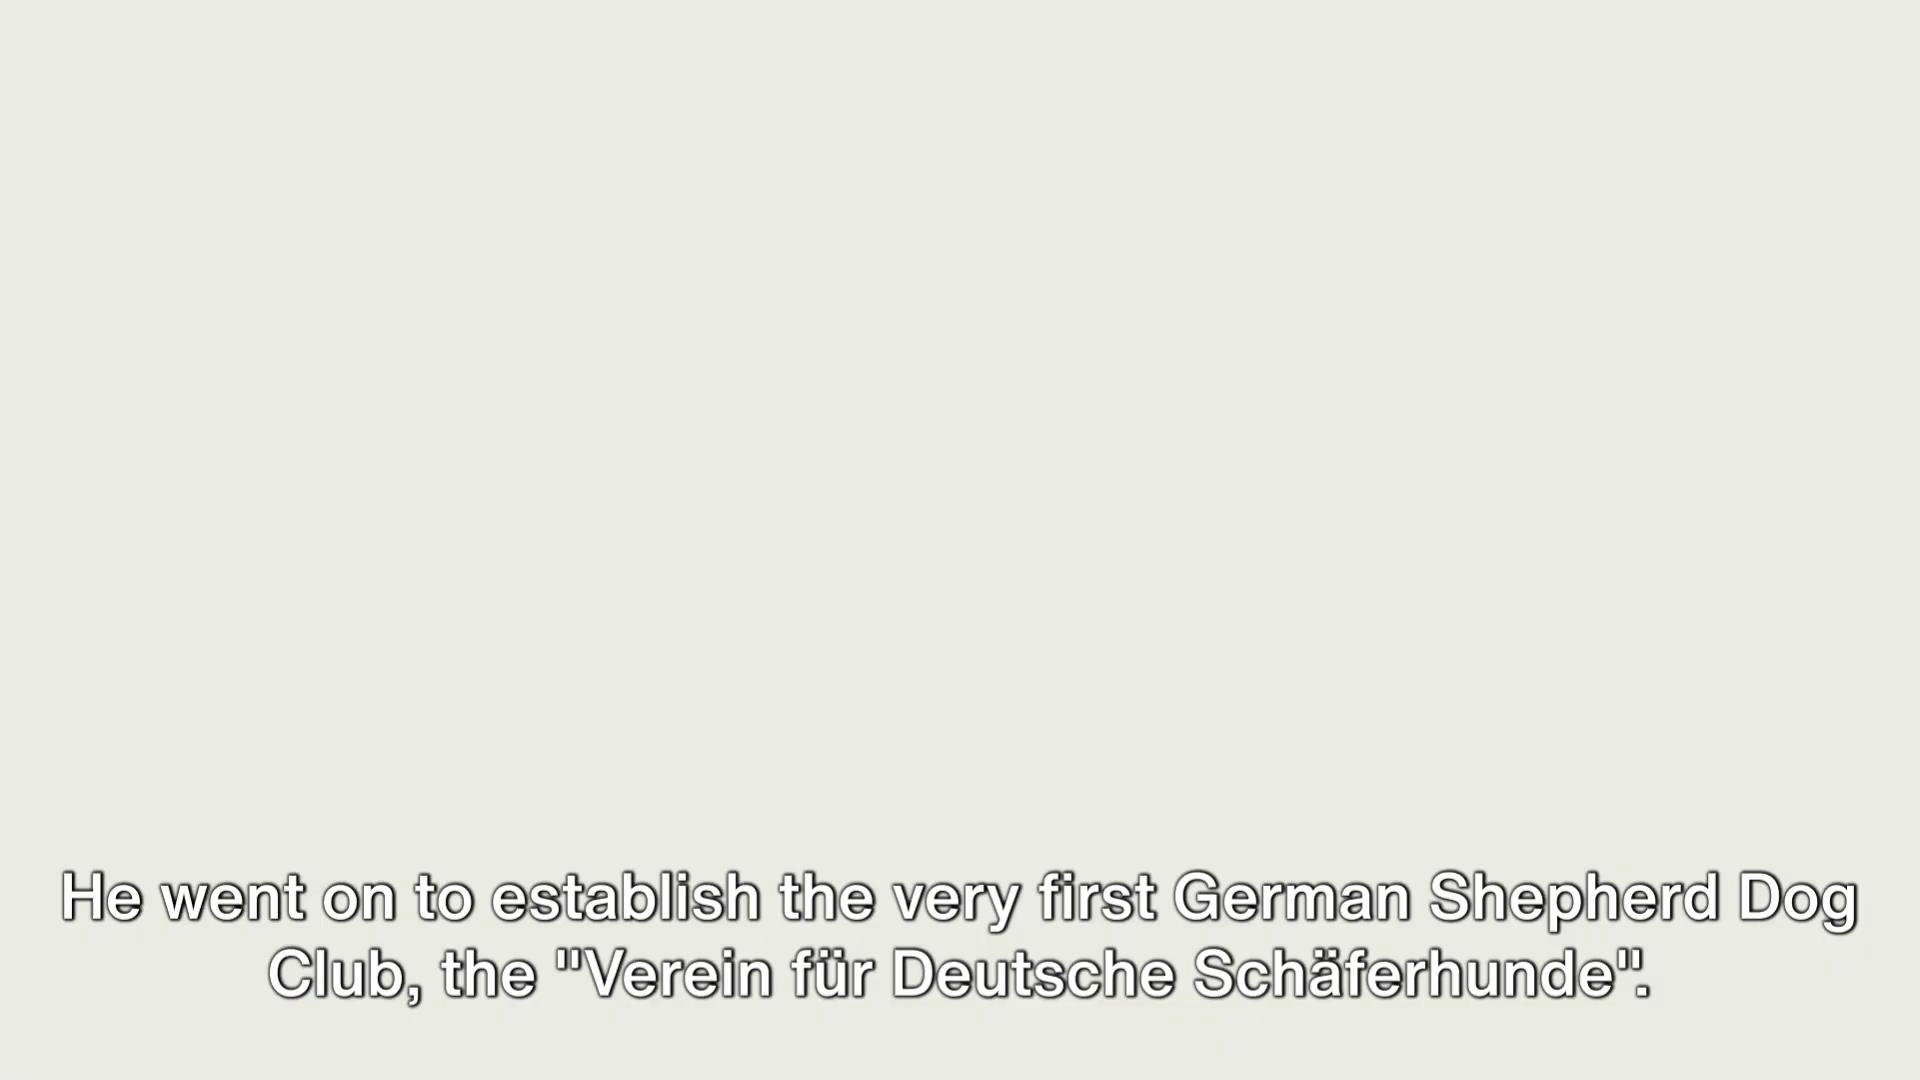 He went on to establish the very first German Shepherd Dog
Club, the "Verein für Deutsche Schäferhunde".